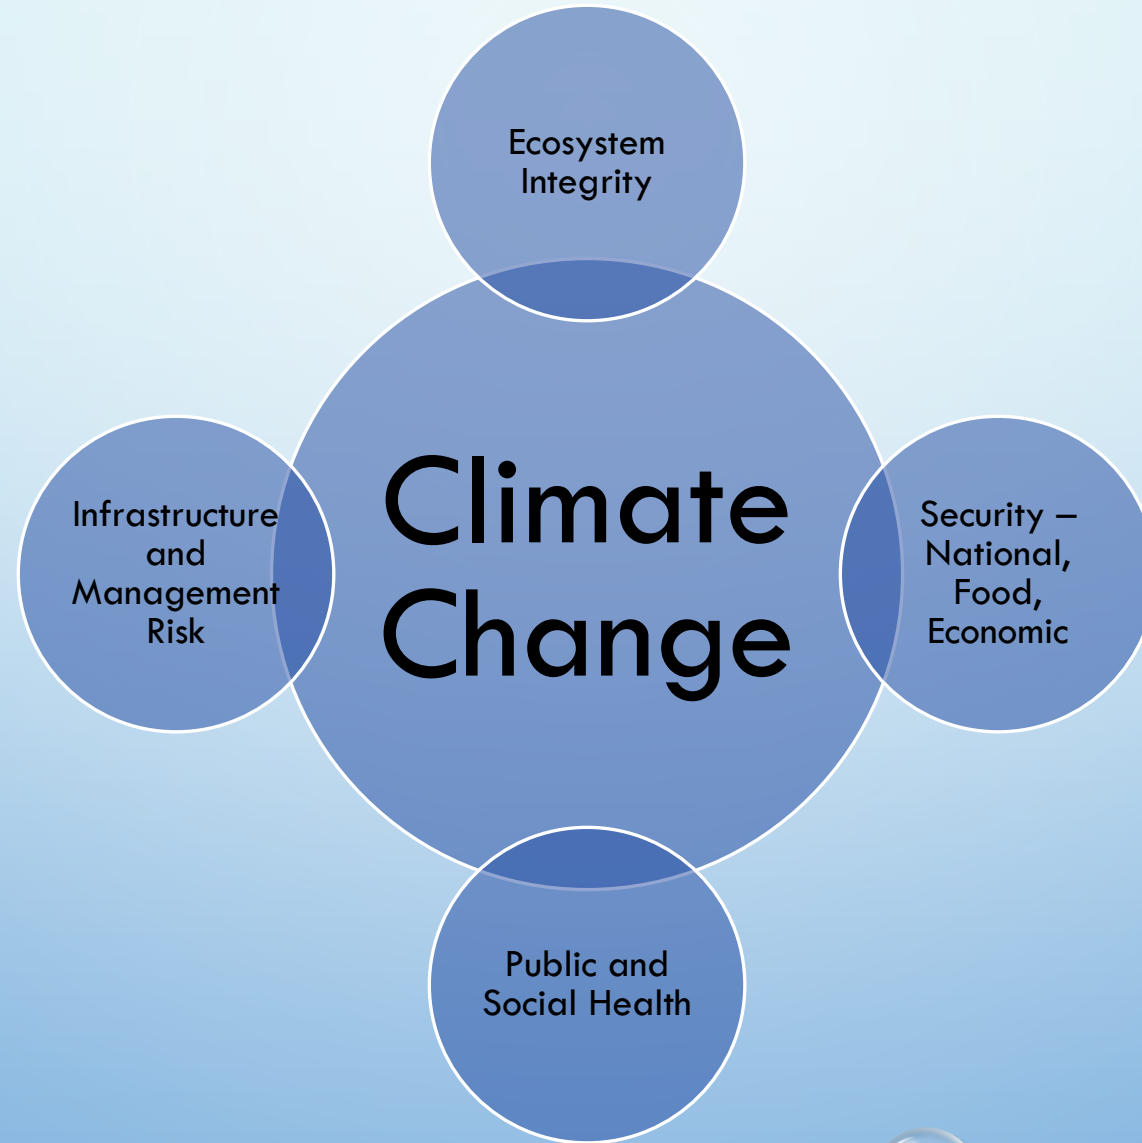 Ecosystem
Integrity
Infrastructure
and
Management
Risk
Climate
Change
Security –
National,
Food,
Economic
Public and
Social Health